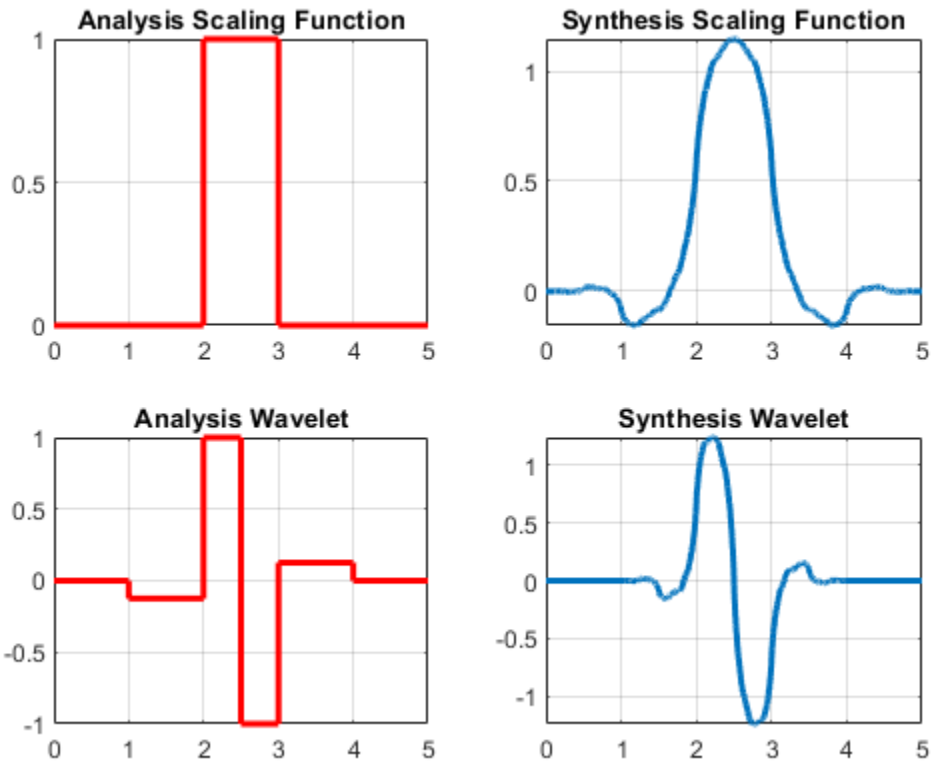 Analysis Scaling Function
1
0.5
0
0 1 2 3 4 5
Synthesis Scaling Function
1
0.5
0
0 1 2 3 4 5
Analysis Wavelet
1
0.5
0
-0.5
-1
0 1 2 3 4 5
Synthesis Wavelet
1
0.5
0
-0.5
-1
0 1 2 3 4 5